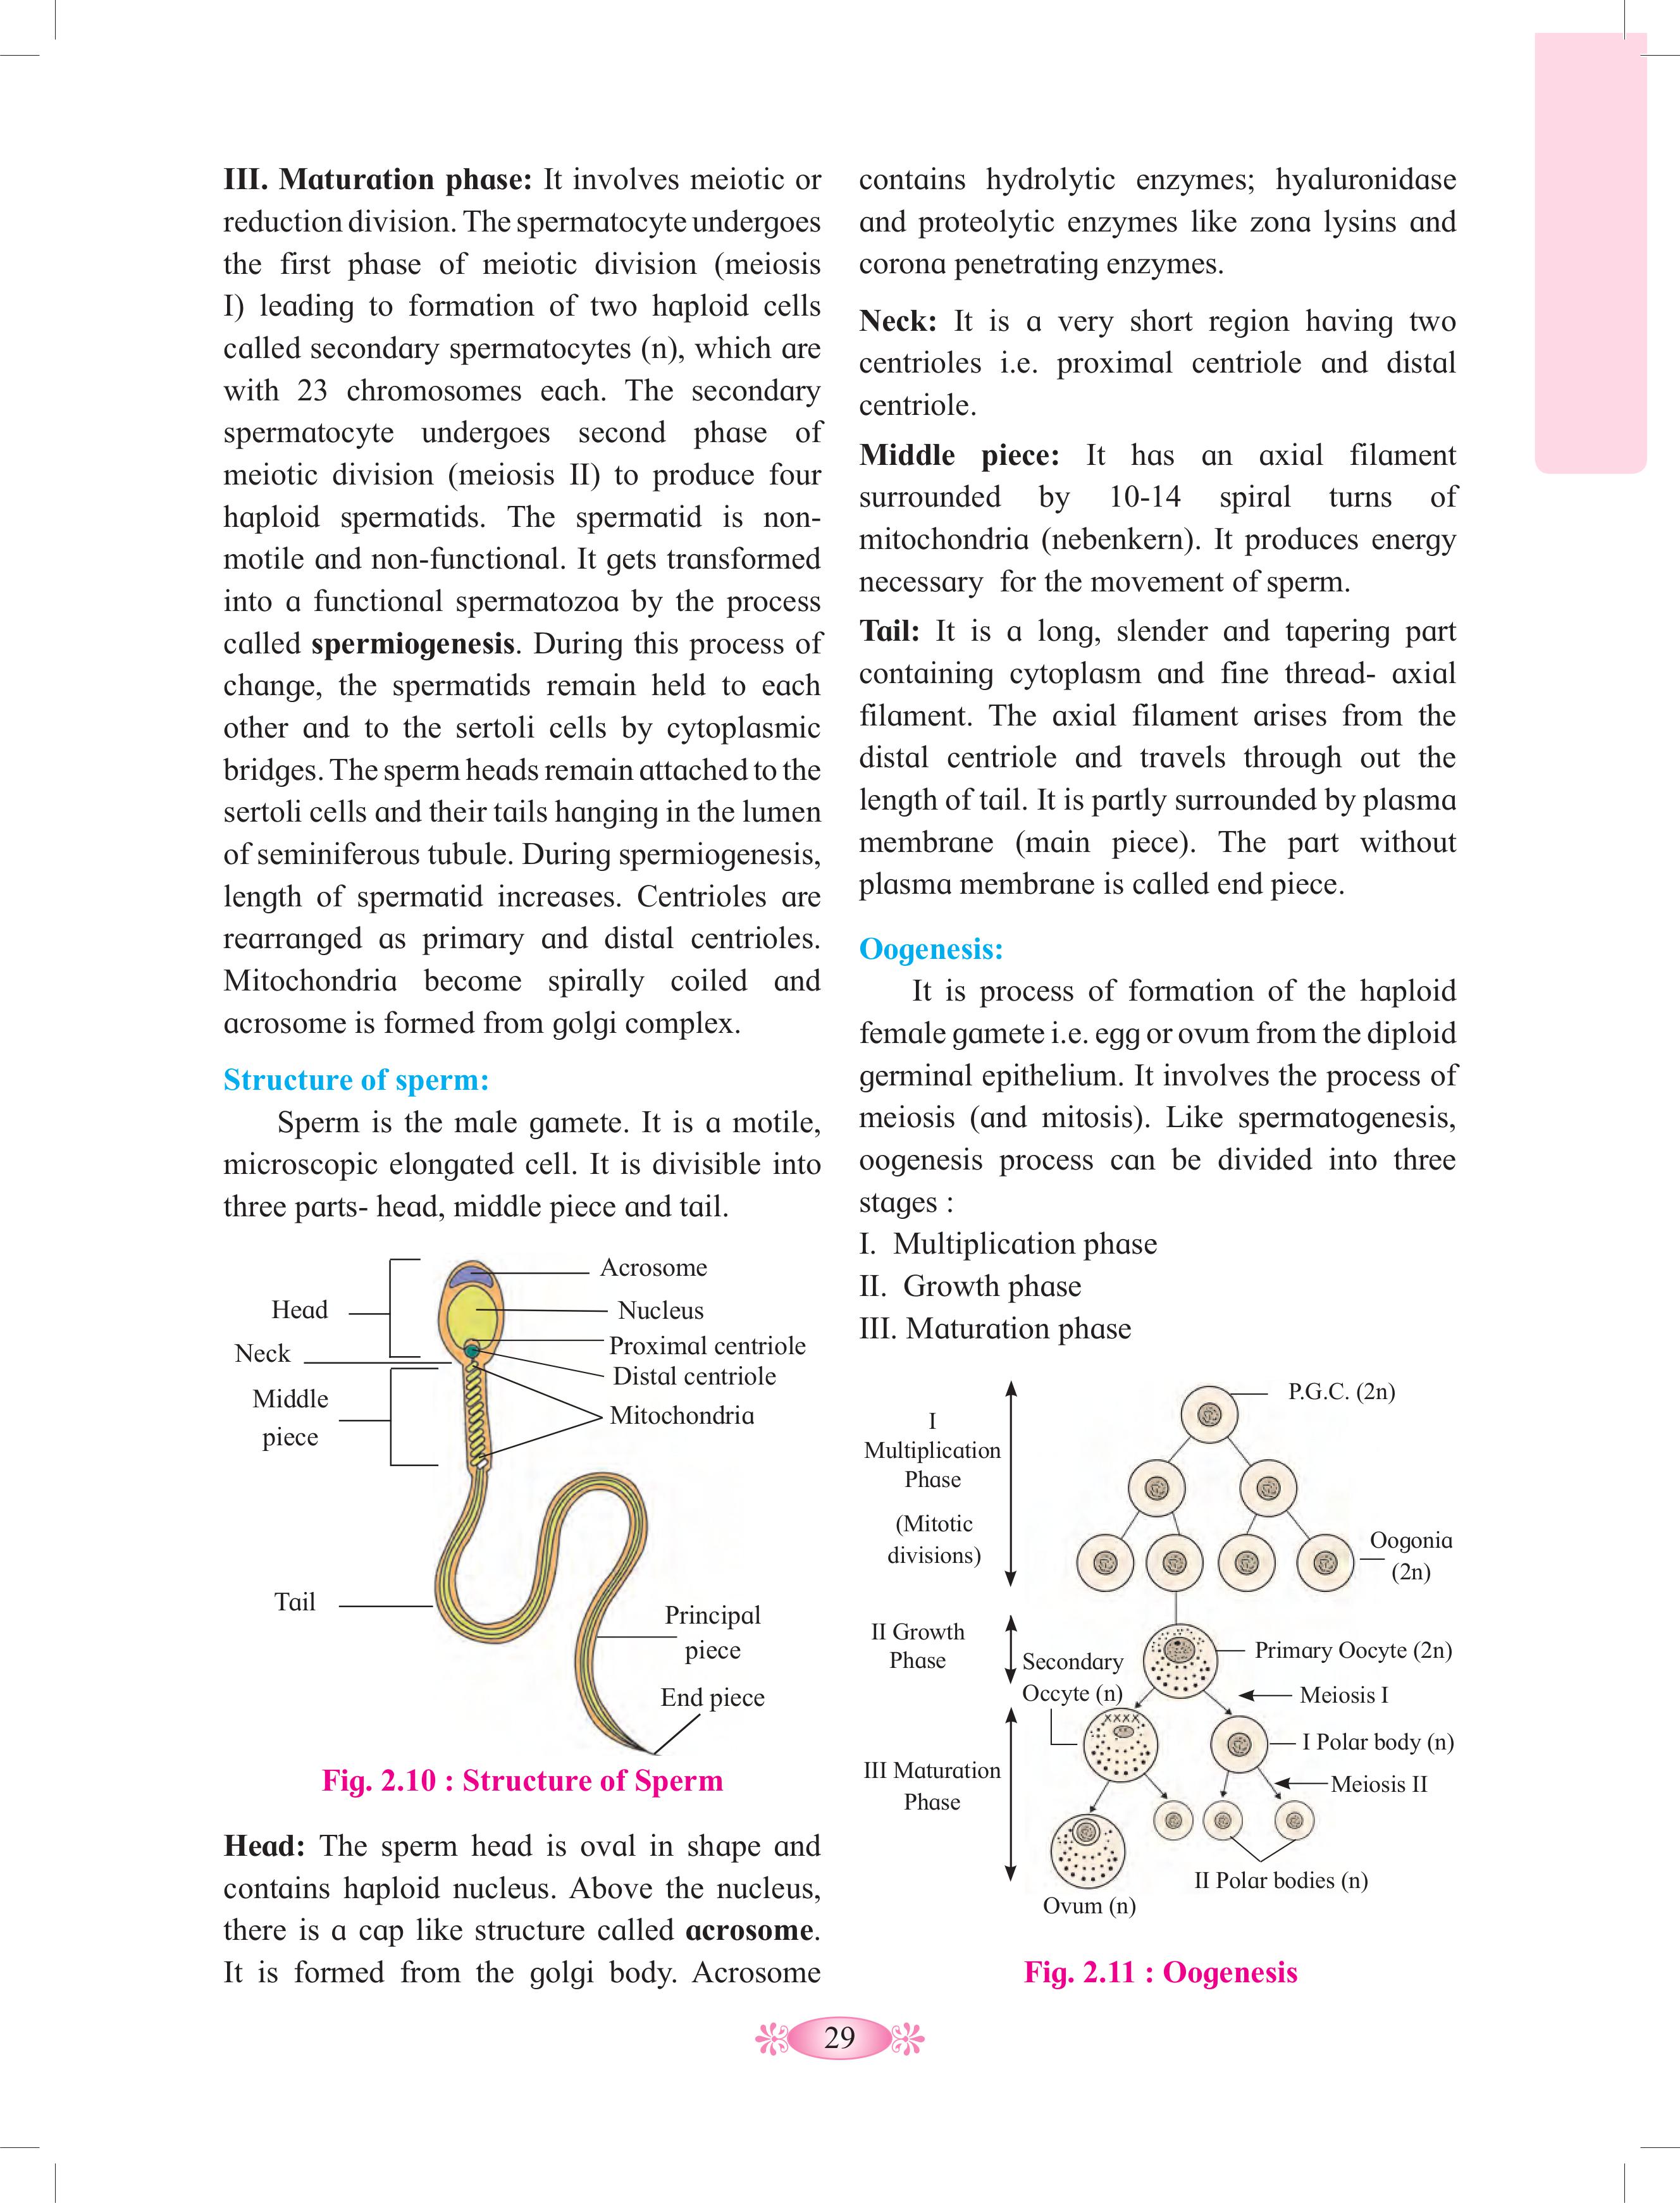 III. Maturation phase: It involves meiotic or
reduction division. The spermatocyte undergoes
the first phase of meiotic division (meiosis
I) leading to formation of two haploid cells
called secondary spermatocytes (n), which are
with 23 chromosomes each. The secondary
spermatocyte undergoes second phase of
meiotic division (meiosis II) to produce four
haploid spermatids. The spermatid is non-
motile and non-functional. It gets transformed
into a functional spermatozoa by the process
called spermiogenesis. During this process of
change, the spermatids remain held to each
other and to the sertoli cells by cytoplasmic
bridges. The sperm heads remain attached to the
sertoli cells and their tails hanging in the lumen
of seminiferous tubule. During spermiogenesis,
length of spermatid increases. Centrioles are
rearranged as primary and distal centrioles.
Mitochondria become spirally coiled and
acrosome is formed from golgi complex.
Structure of sperm:
Sperm is the male gamete. It is a motile,
microscopic elongated cell. It is divisible into
three parts- head, middle piece and tail.
Acrosome
Head
Nucleus
Proximal centriole
Neck
Distal centriole
Middle
piece
Mitochondria
Tail
Principal
piece
End piece
Fig. 2.10 : Structure of Sperm
Head: The sperm head is oval in shape and
contains haploid nucleus. Above the nucleus,
there is a cap like structure called acrosome.
It is formed from the golgi body. Acrosome
contains hydrolytic enzymes; hyaluronidase
and proteolytic enzymes like zona lysins and
corona penetrating enzymes.
Neck: It is a very short region having two
centrioles i.e. proximal centriole and distal
centriole.
Middle piece: It has an axial filament
surrounded by 10-14 spiral turns of
mitochondria (nebenkern). It produces energy
necessary for the movement of sperm.
Tail: It is a long, slender and tapering part
containing cytoplasm and fine thread- axial
filament. The axial filament arises from the
distal centriole and travels through out the
length of tail. It is partly surrounded by plasma
membrane (main piece). The part without
plasma membrane is called end piece.
Oogenesis:
It is process of formation of the haploid
female gamete i.e. egg or ovum from the diploid
germinal epithelium. It involves the process of
meiosis (and mitosis). Like spermatogenesis,
oogenesis process can be divided into three
stages :
I. Multiplication phase
II. Growth phase
III. Maturation phase
P.G.C. (2n)
I
Multiplication
Phase
(Mitotic
divisions)
Oogonia
(2n)
II Growth
Phase
Primary Oocyte (2n)
Secondary
Occyte (n)
Meiosis I
I Polar body (n)
III Maturation
Phase
Meiosis II
II Polar bodies (n)
Ovum (n)
Fig. 2.11 : Oogenesis
29